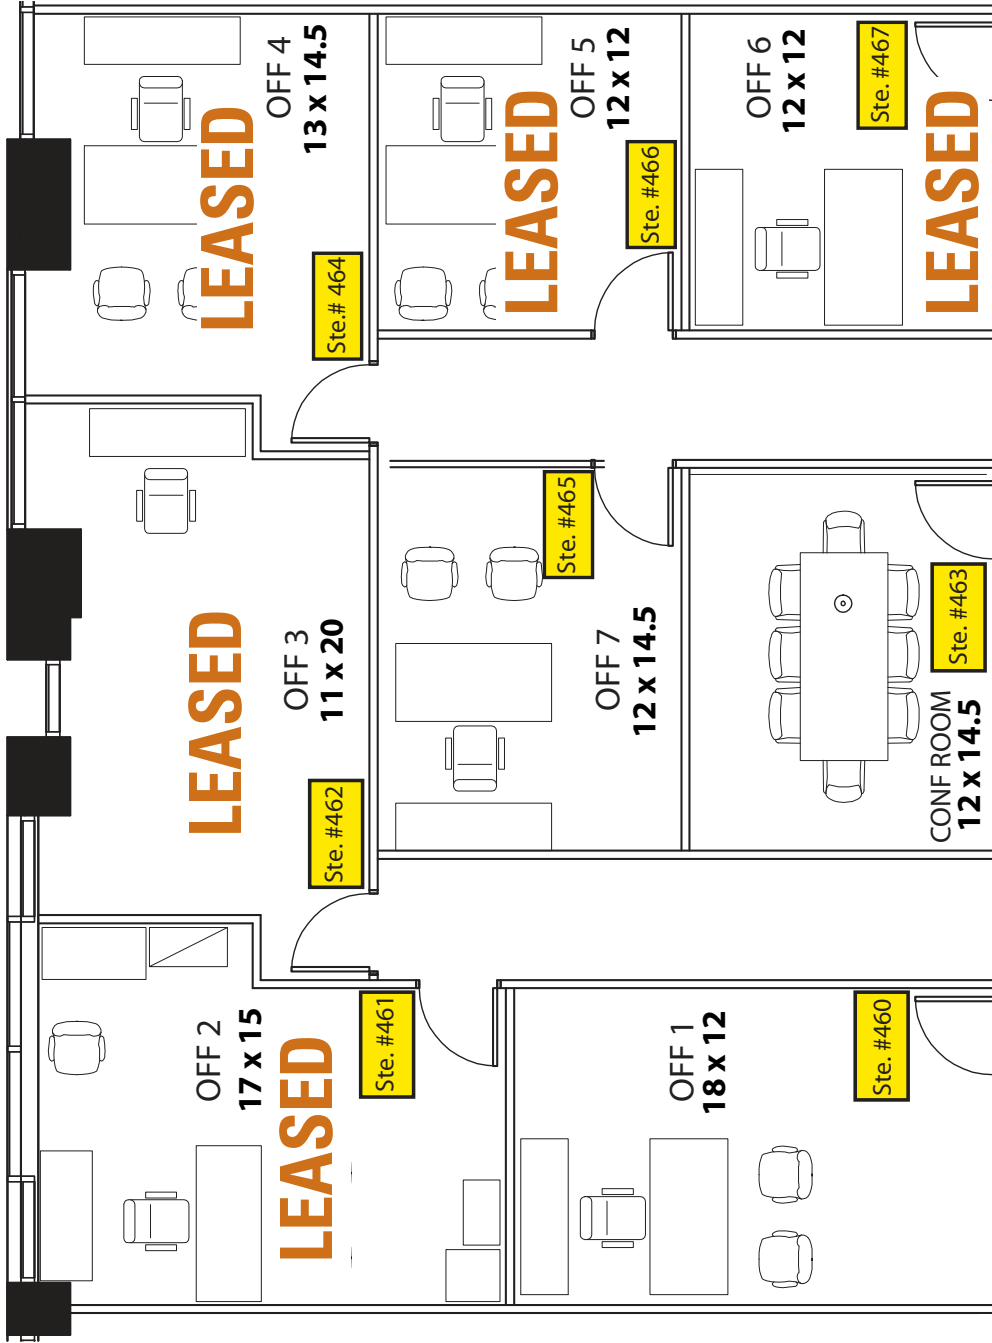 OFF 4
13 x 14.5
LEASED
Ste.# 464
OFF 5
12 x 12
LEASED
Ste. #466
OFF 6
12 x 12
Ste. #467
LEASED
OFF 3
11 x 20
LEASED
Ste. #462
Ste. #465
OFF 7
12 x 14.5
Ste. #463
CONF ROOM
12 x 14.5
OFF 2
17 x 15
LEASED
Ste. #461
OFF 1
18 x 12
Ste. #460